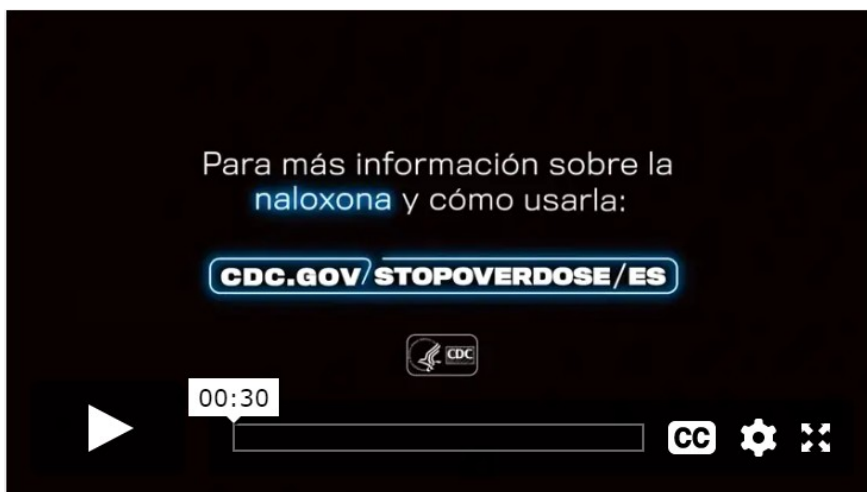 Para más información sobre la
naloxona y cómo usarla:
CDC.GOV/STOPOVERDOSE/ES
CDC
00:30
CC